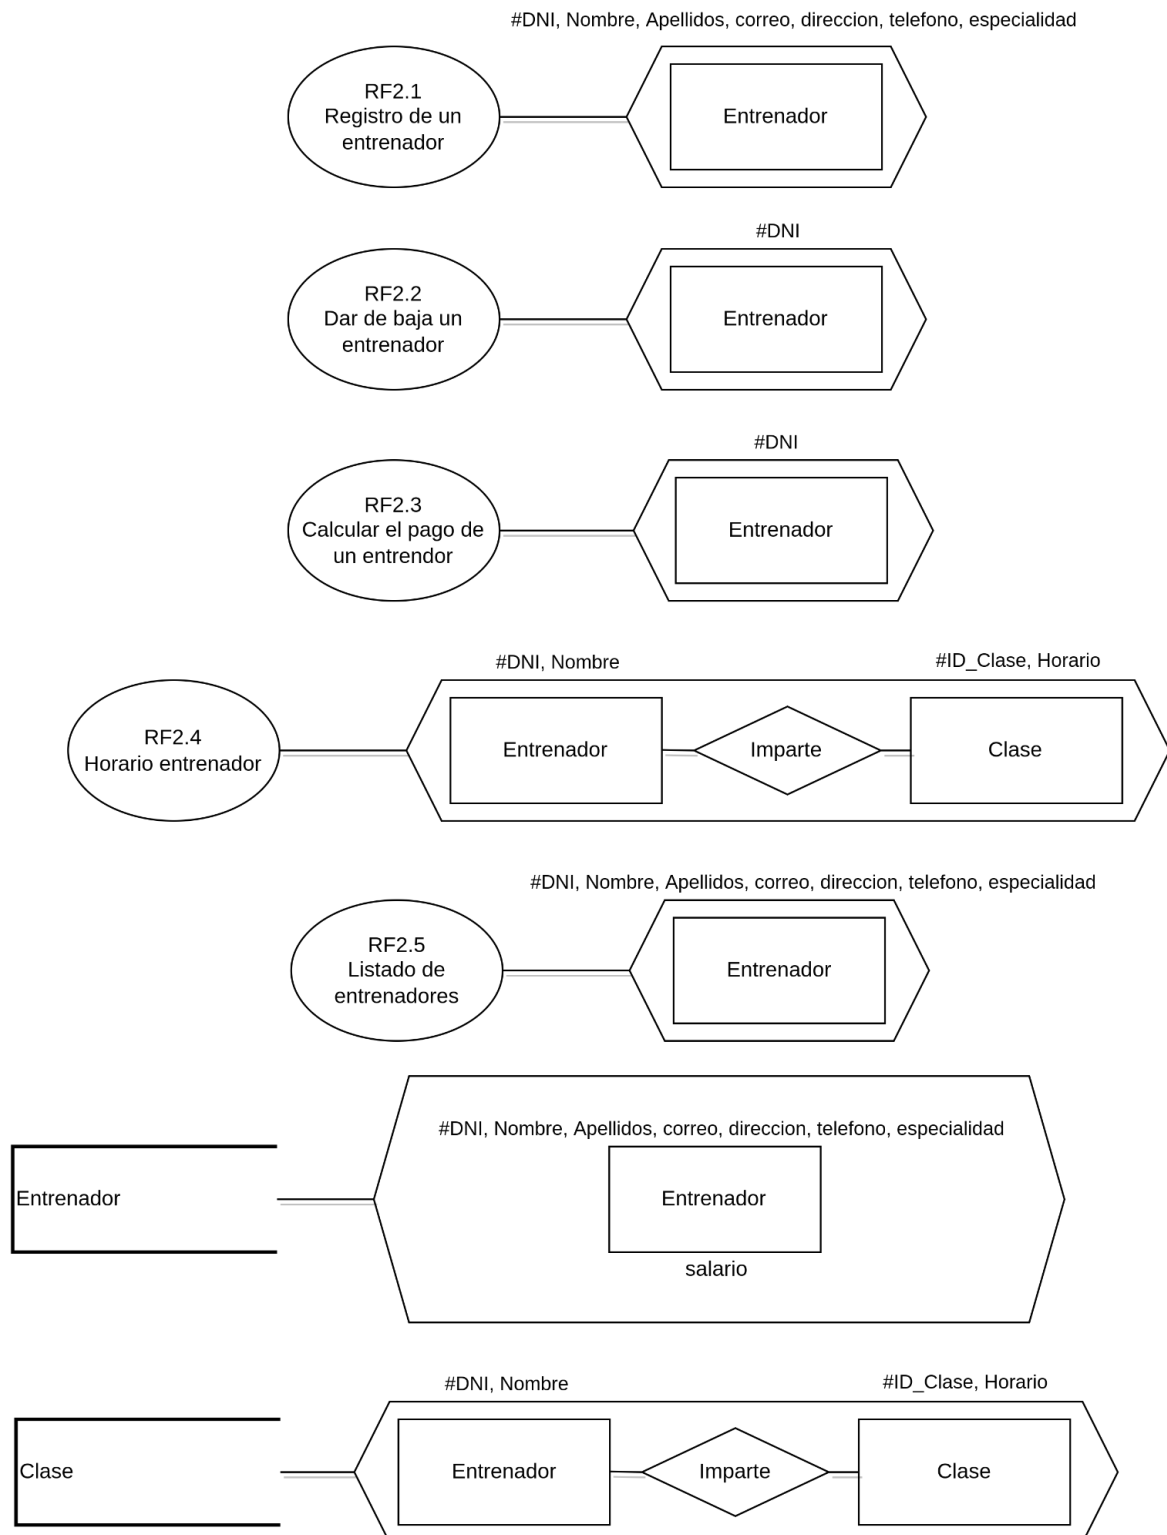 #DNI, Nombre, Apellidos, correo, direccion, telefono, especialidad
RF2.1
Registro de un
entrenador
Entrenador
#DNI
RF2.2
Dar de baja un
entrenador
Entrenador
#DNI
RF2.3
Calcular el pago de
un entrendor
Entrenador
#DNI, Nombre
#ID_Clase, Horario
RF2.4
Horario entrenador
Entrenador
Imparte
Clase
#DNI, Nombre, Apellidos, correo, direccion, telefono, especialidad
RF2.5
Listado de
entrenadores
Entrenador
#DNI, Nombre, Apellidos, correo, direccion, telefono, especialidad
Entrenador
Entrenador
salario
#DNI, Nombre
#ID_Clase, Horario
Clase
Entrenador
Imparte
Clase